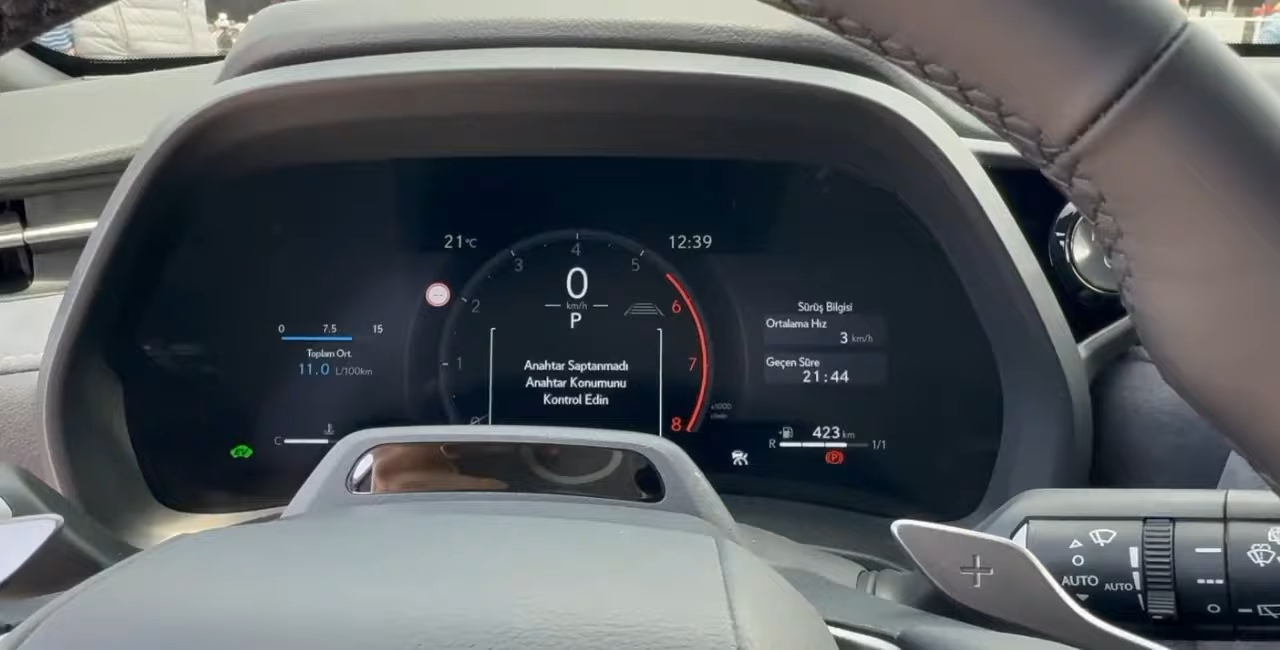 21°C
12:39
4
3
5
0
2
6
km/h
P
Sürüş Bilgisi
Ortalama Hız
3 km/h
0 7.5 15
Toplam Ort.
11.0 L/100km
1
7
Anahtar Saptanmadı
Anahtar Konumunu
Kontrol Edin
Geçen Süre
21:44
8
x1000
C
EV
423 km
R
1/1
(P)
AUTO
AUTO